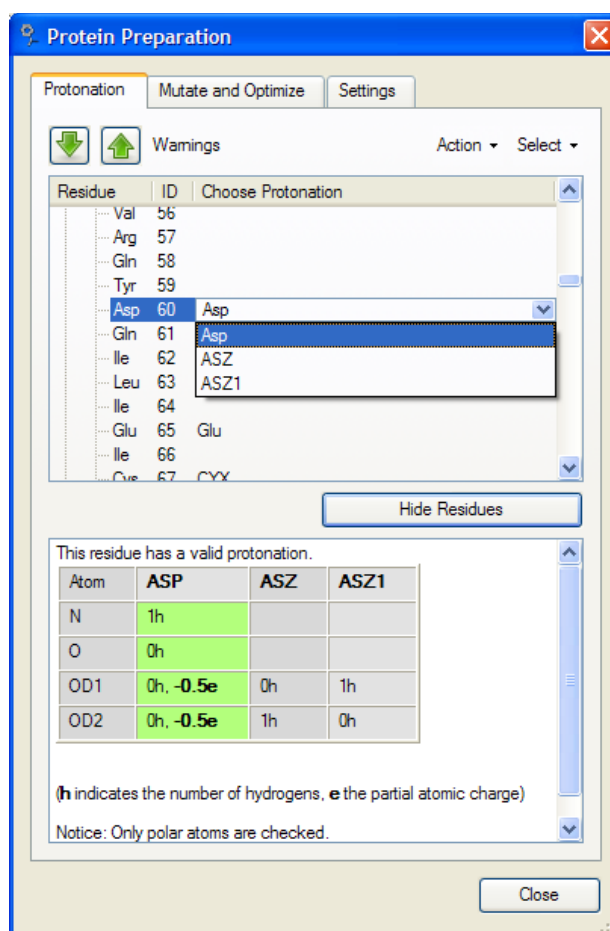 Protein Preparation
Protonation Mutate and Optimize Settings
Warnings Action Select
Residue ID Choose Protonation
Val 56
Arg 57
Gln 58
Tyr 59
Asp 60 Asp
Gln 61 Asp
Ile 62 ASZ
Leu 63 ASZ1
Ile 64
Glu 65 Glu
Ile 66
Cys 67 CYX
Hide Residues
This residue has a valid protonation.
Atom ASP ASZ ASZ1
N 1h
O 0h
OD1 0h, -0.5e 0h 1h
OD2 0h, -0.5e 1h 0h
(h indicates the number of hydrogens, e the partial atomic charge)
Notice: Only polar atoms are checked.
Close